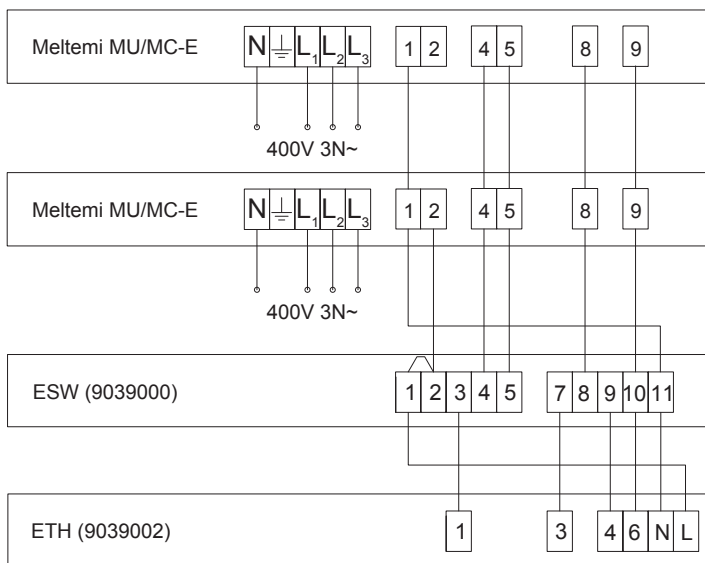 Meltemi MU/MC-E N ⏚ L1 L2 L3 1 2 4 5 8 9
400V 3N~
Meltemi MU/MC-E N ⏚ L1 L2 L3 1 2 4 5 8 9
400V 3N~
ESW (9039000) 1 2 3 4 5 7 8 9 10 11
ETH (9039002) 1 3 4 6 N L